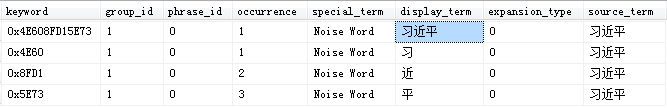 keyword group_id phrase_id occurrence special_term display_term expansion_type source_term
0x4E608FD15E73 1 0 1 Noise Word 习近平 0 习近平
0x4E60 1 0 1 Noise Word 习 0 习近平
0x8FD1 1 0 2 Noise Word 近 0 习近平
0x5E73 1 0 3 Noise Word 平 0 习近平